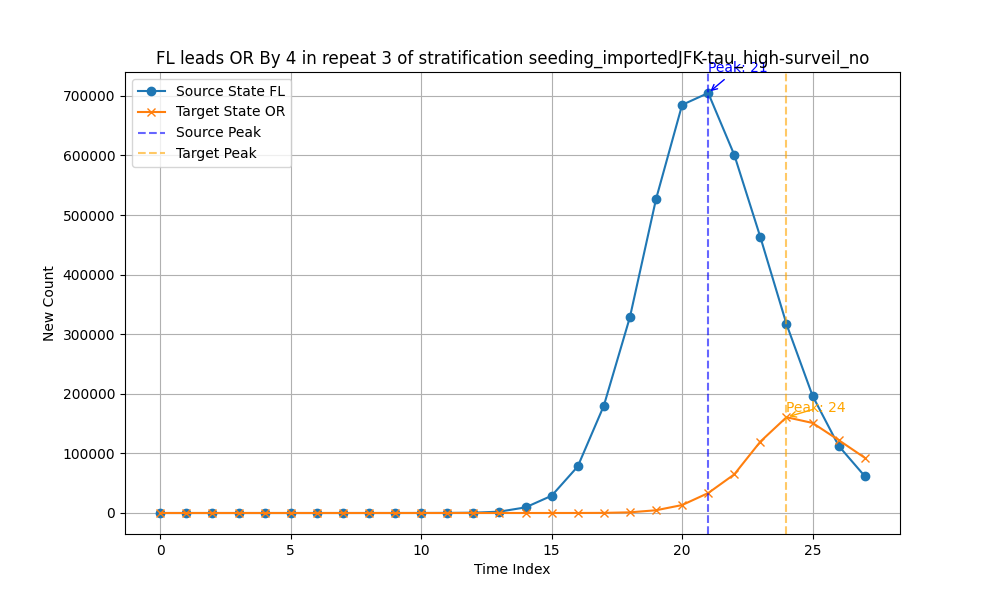 FL leads OR By 4 in repeat 3 of stratification seeding_importedJFK-tau_high-surveil_no
Peak: 21
Source State FL
Target State OR
Source Peak
Target Peak
700000
600000
500000
400000
300000
200000
100000
0
New Count
Peak: 24
0
5
10
15
20
25
Time Index